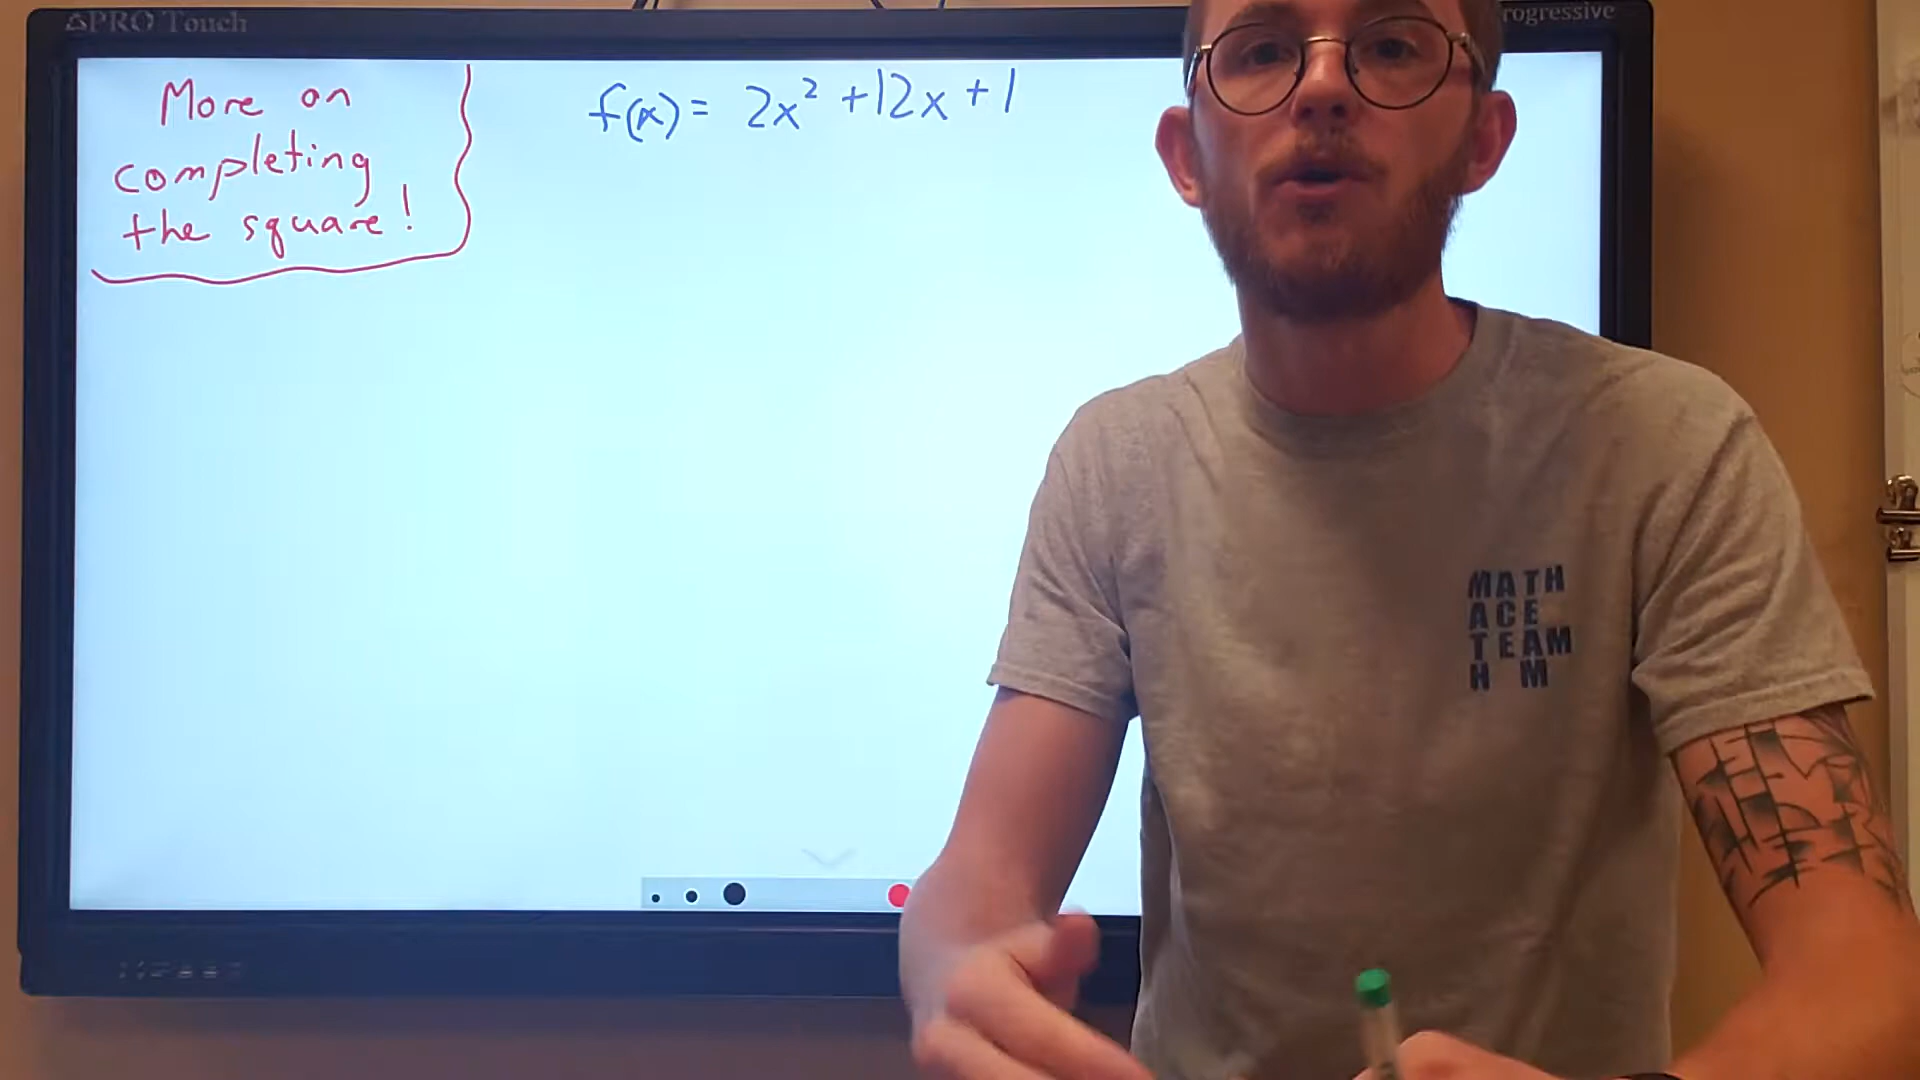 PRO Touch
rogressive
More on
completing
the square!
f(x) = 2x² + 12x + 1
MATH
ACE
TEAM
H M